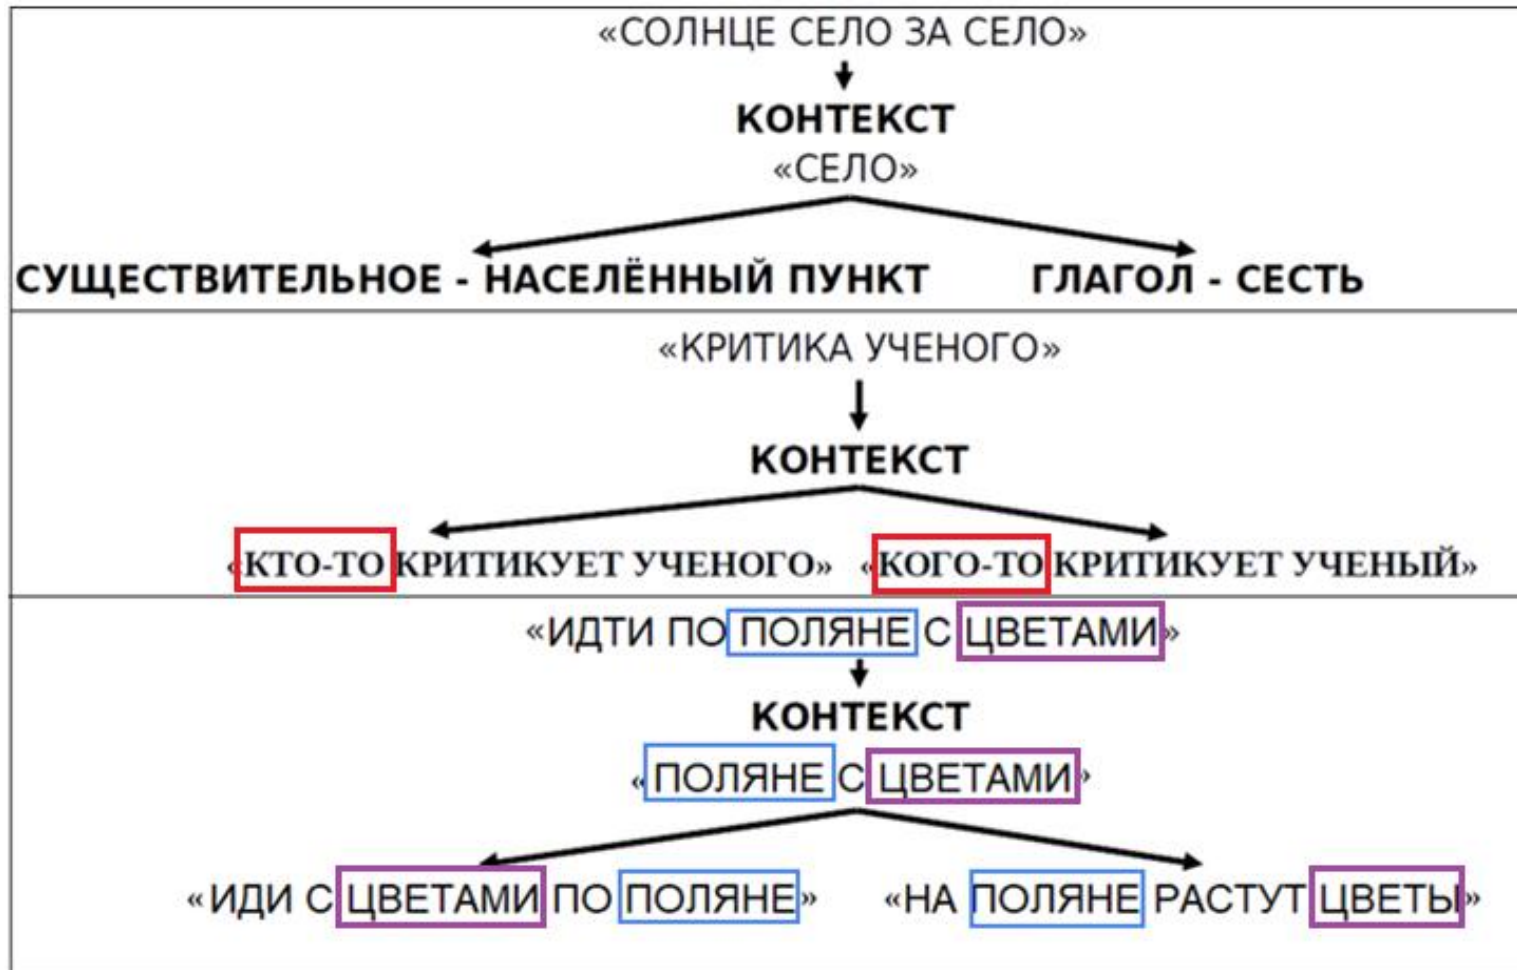 «СОЛНЦЕ СЕЛО ЗА СЕЛО»
КОНТЕКСТ
«СЕЛО»
СУЩЕСТВИТЕЛЬНОЕ - НАСЕЛЁННЫЙ ПУНКТ ГЛАГОЛ - СЕСТЬ
«КРИТИКА УЧЕНОГО»
КОНТЕКСТ
«КТО-ТО КРИТИКУЕТ УЧЕНОГО» «КОГО-ТО КРИТИКУЕТ УЧЕНЫЙ»
«ИДТИ ПО ПОЛЯНЕ С ЦВЕТАМИ»
КОНТЕКСТ
«ПОЛЯНЕ С ЦВЕТАМИ»
«ИДИ С ЦВЕТАМИ ПО ПОЛЯНЕ» «НА ПОЛЯНЕ РАСТУТ ЦВЕТЫ»